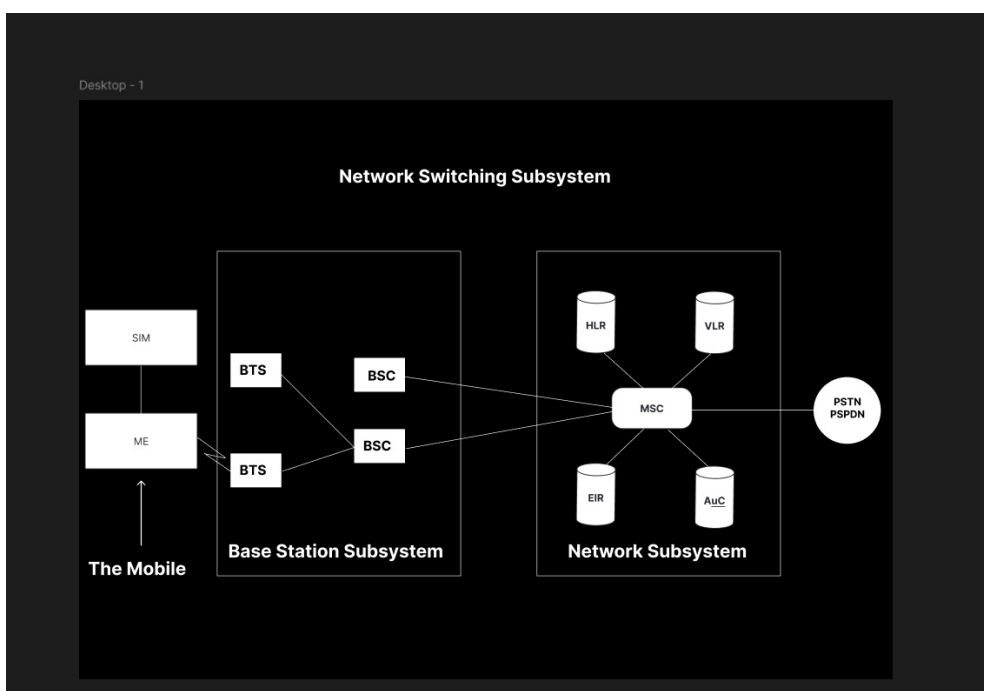 Desktop - 1
Network Switching Subsystem
SIM
ME
The Mobile
BTS
BTS
BSC
BSC
Base Station Subsystem
HLR
VLR
MSC
EIR
AuC
Network Subsystem
PSTN
PSPDN